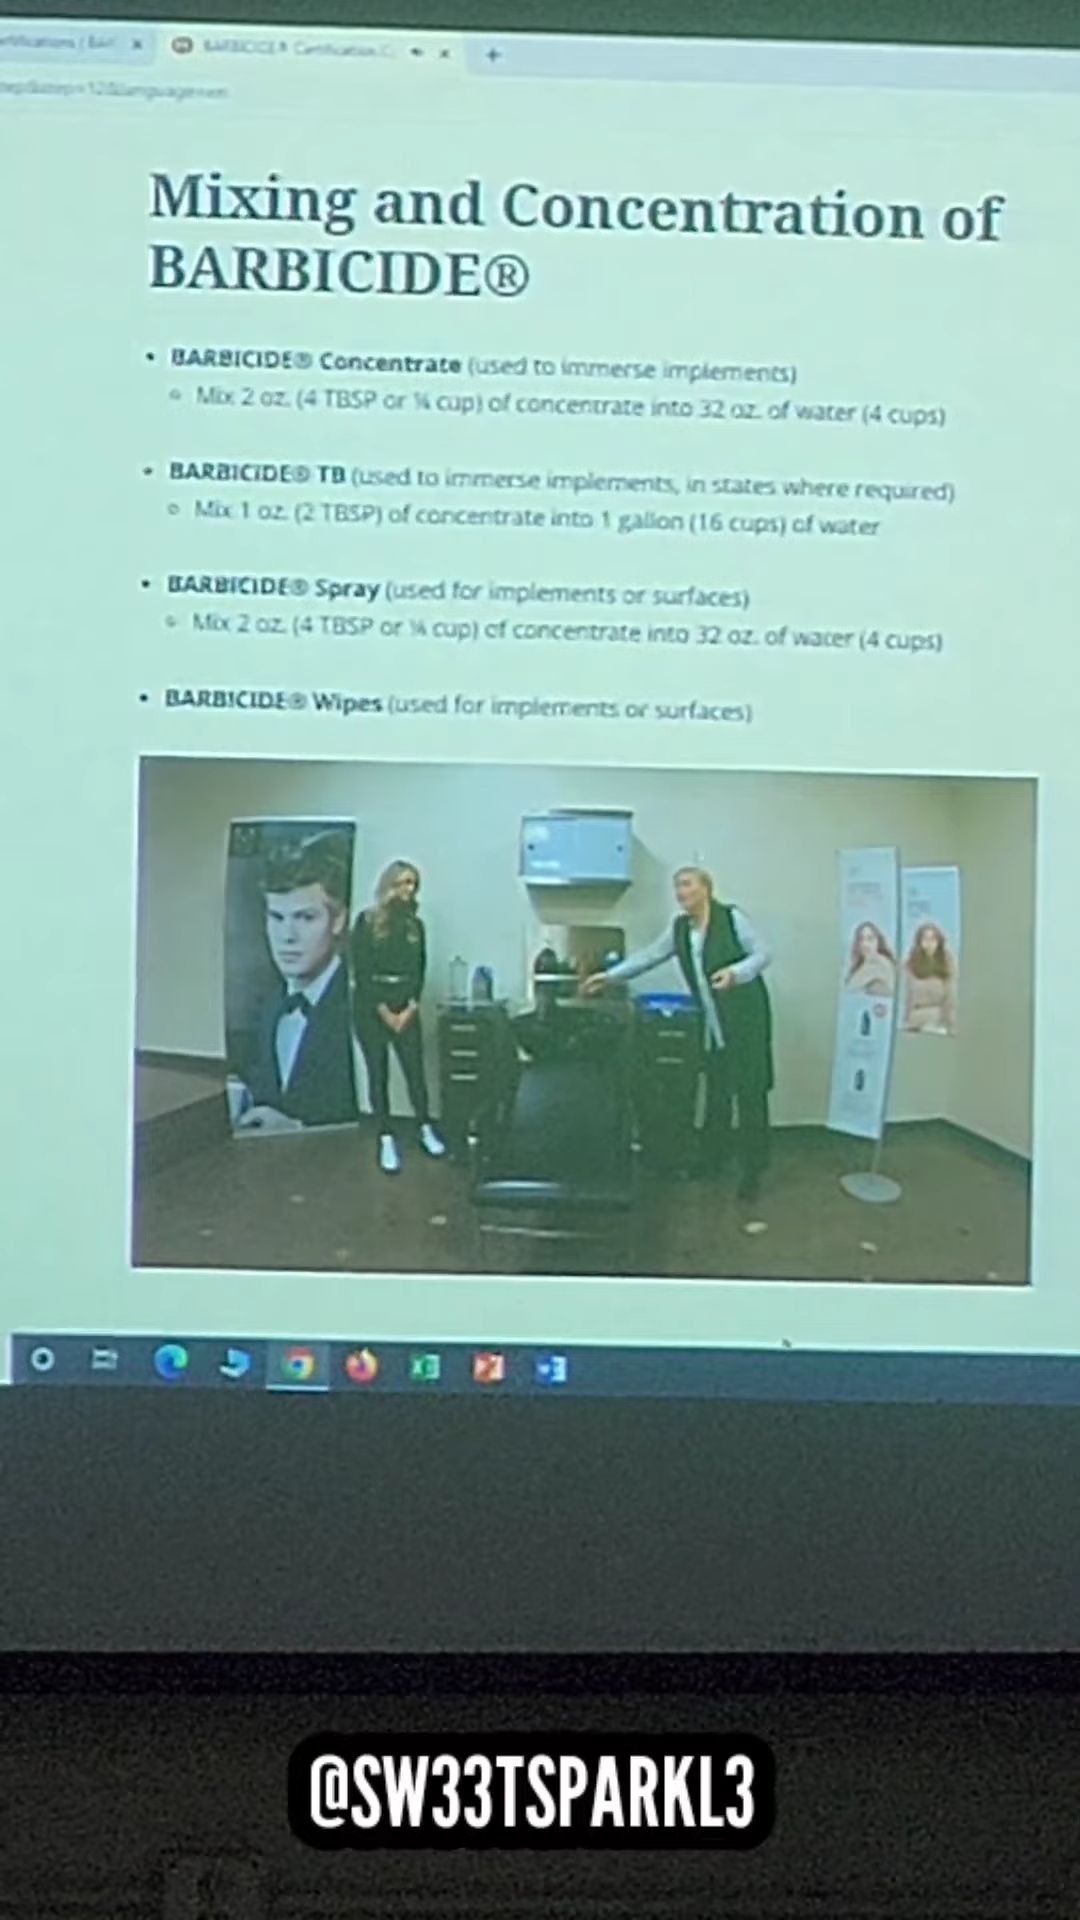 BARBICIDE® Certification C
Mixing and Concentration of
BARBICIDE®
• BARBICIDE® Concentrate (used to immerse implements)
Mix 2 oz. (4 TBSP or ¼ cup) of concentrate into 32 oz. of water (4 cups)
• BARBICIDE® TB (used to immerse implements, in states where required)
Mix 1 oz. (2 TBSP) of concentrate into 1 gallon (16 cups) of water
• BARBICIDE® Spray (used for implements or surfaces)
Mix 2 oz. (4 TBSP or ¼ cup) of concentrate into 32 oz. of water (4 cups)
• BARBICIDE® Wipes (used for implements or surfaces)
@SW33TSPARKL3